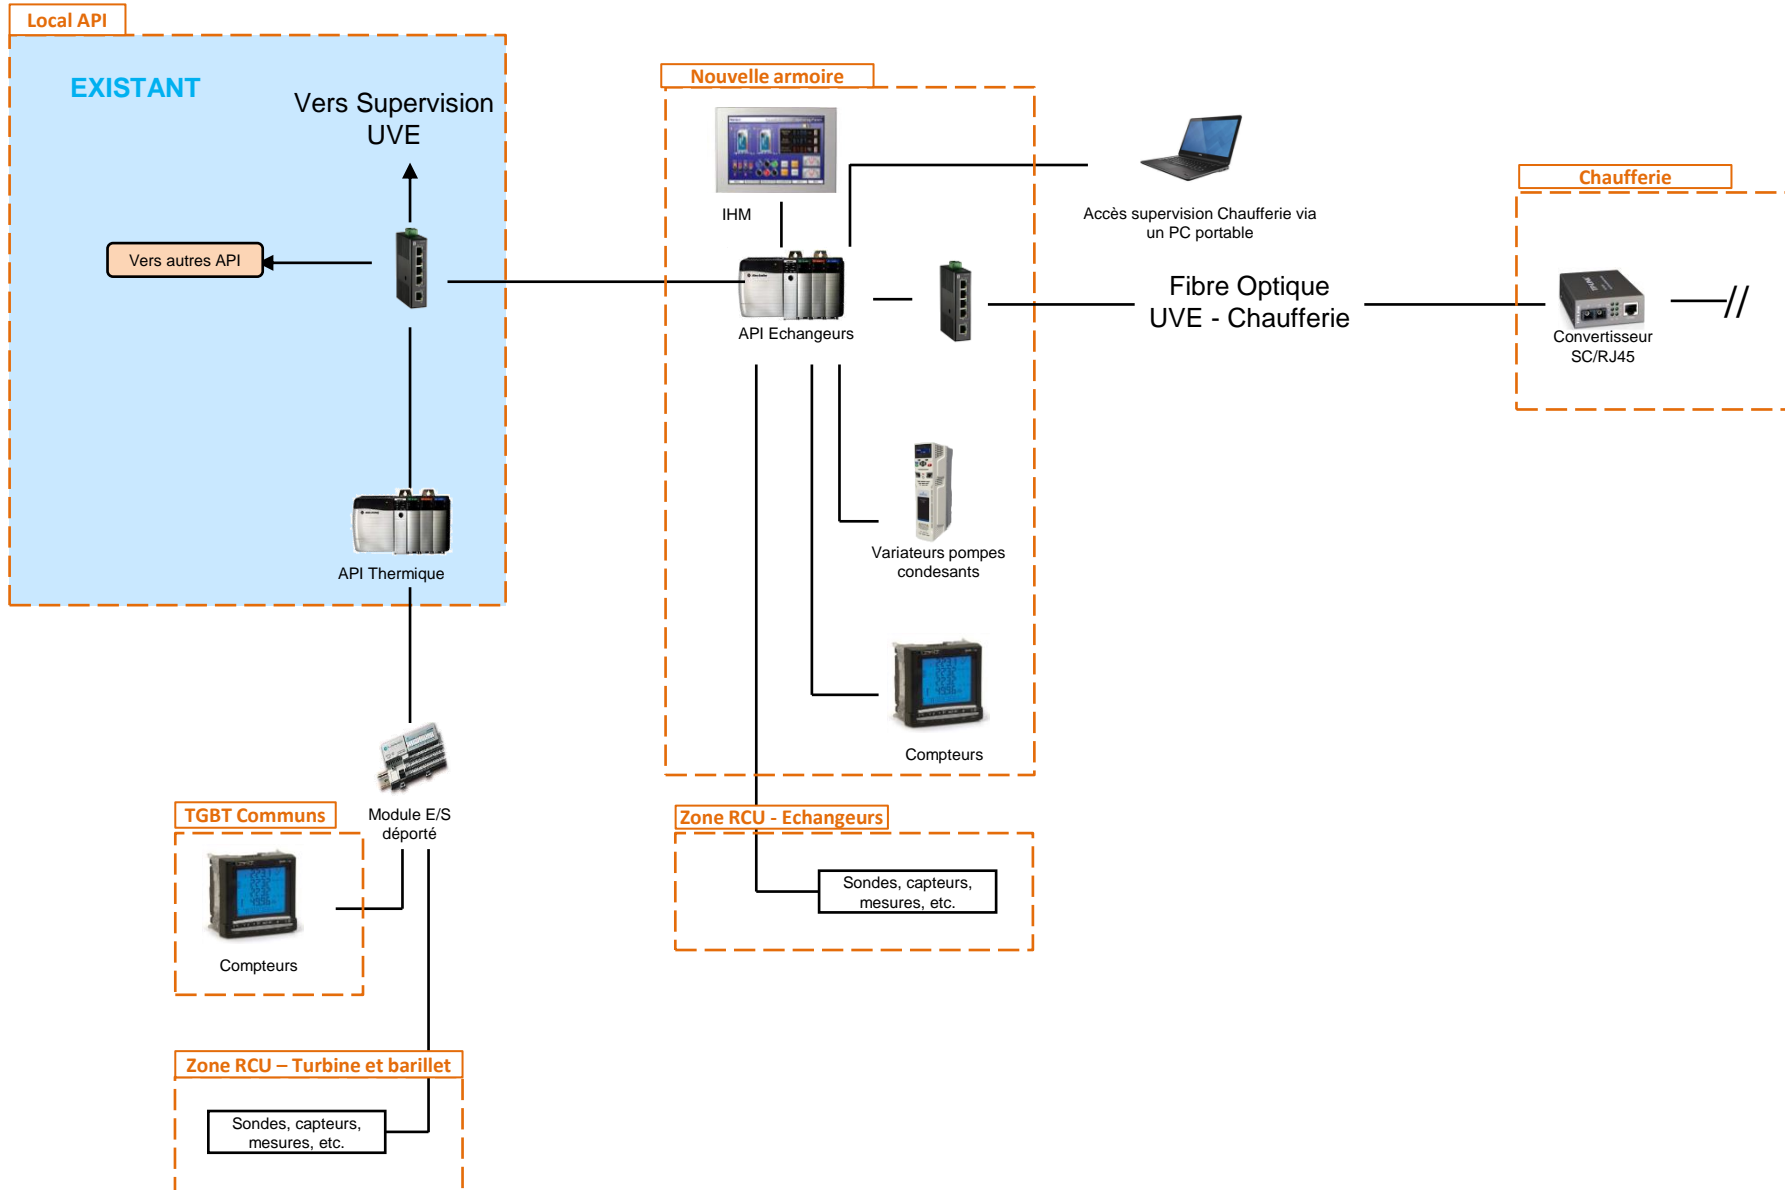 Local API
EXISTANT
Vers Supervision
UVE
Vers autres API
API Thermique
Module E/S
déporté
TGBT Communs
Compteurs
Zone RCU – Turbine et barillet
Sondes, capteurs,
mesures, etc.
Nouvelle armoire
IHM
API Echangeurs
Variateurs pompes
condesants
Compteurs
Zone RCU - Echangeurs
Sondes, capteurs,
mesures, etc.
Accès supervision Chaufferie via
un PC portable
Fibre Optique
UVE - Chaufferie
Chaufferie
Convertisseur
SC/RJ45
//